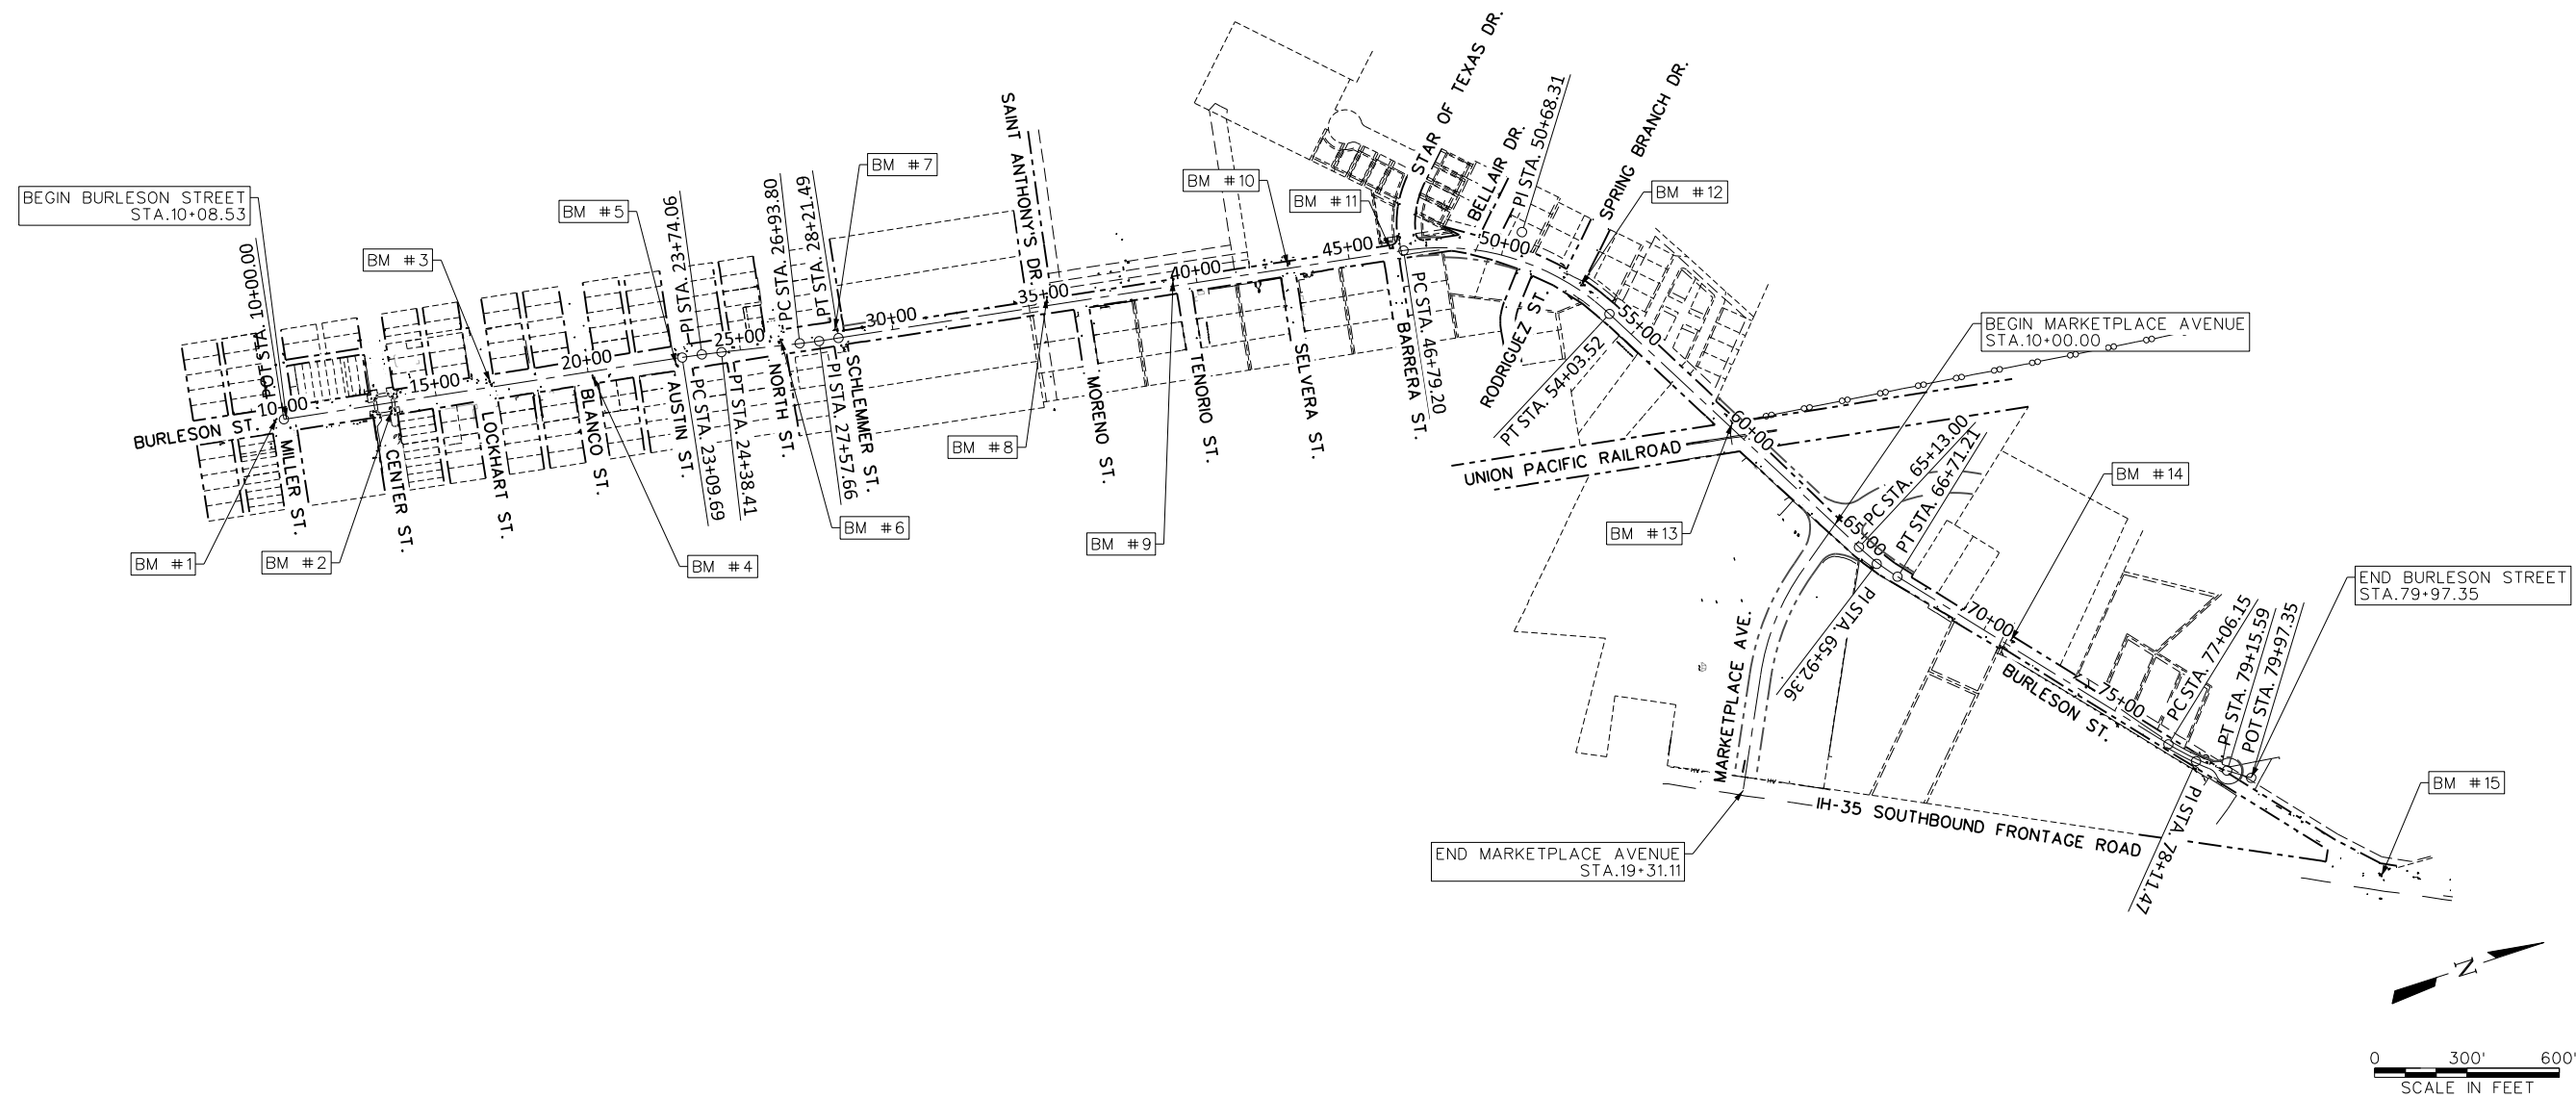 BEGIN BURLESON STREET
STA.10+08.53
POT STA. 10+00.00
BURLESON ST.
10+00
BM #1
MILLER ST.
BM #2
CENTER ST.
BM #3
15+00
LOCKHART ST.
20+00
BLANCO ST.
BM #4
BM #5
AUSTIN ST.
PI STA. 23+74.06
PC STA. 23+09.69
PT STA. 24+38.41
25+00
NORTH ST.
PC STA. 26+93.80
PT STA. 28+21.49
PI STA. 27+57.66
SCHLEMMER ST.
BM #6
BM #7
30+00
SAINT ANTHONY'S DR.
35+00
BM #8
MORENO ST.
BM #9
40+00
TENORIO ST.
BM #10
SELVERA ST.
45+00
BM #11
BARRERA ST.
PC STA. 46+79.20
STAR OF TEXAS DR.
BELLAIR DR.
PI STA. 50+68.31
50+00
SPRING BRANCH DR.
BM #12
RODRIGUEZ ST.
PT STA. 54+03.52
55+00
UNION PACIFIC RAILROAD
60+00
BM #13
BEGIN MARKETPLACE AVENUE
STA.10+00.00
65+00
PC STA. 65+13.00
PT STA. 66+71.21
PI STA. 65+92.36
BM #14
70+00
MARKETPLACE AVE.
BURLESON ST.
75+00
PC STA. 77+06.15
PT STA. 79+15.59
POT STA. 79+97.35
PI STA. 78+11.47
END BURLESON STREET
STA.79+97.35
BM #15
IH-35 SOUTHBOUND FRONTAGE ROAD
END MARKETPLACE AVENUE
STA.19+31.11
N
0 300' 600'
SCALE IN FEET